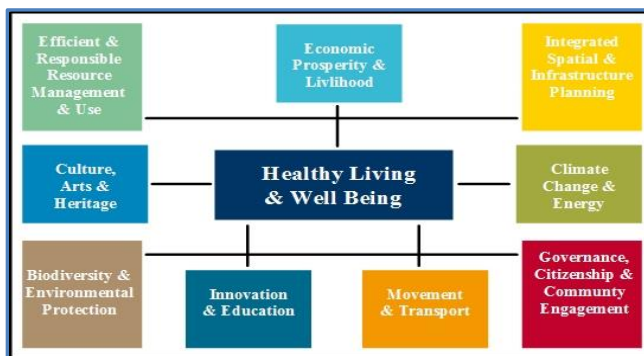 Efficient &
Responsible
Resource
Management
& Use
Economic
Prosperity &
Livlihood
Integrated
Spatial &
Infrastructure
Planning
Culture,
Arts &
Heritage
Healthy Living
& Well Being
Climate
Change &
Energy
Biodiversity &
Environmental
Protection
Innovation
& Education
Movement
& Transport
Governance,
Citizenship &
Communty
Engagement